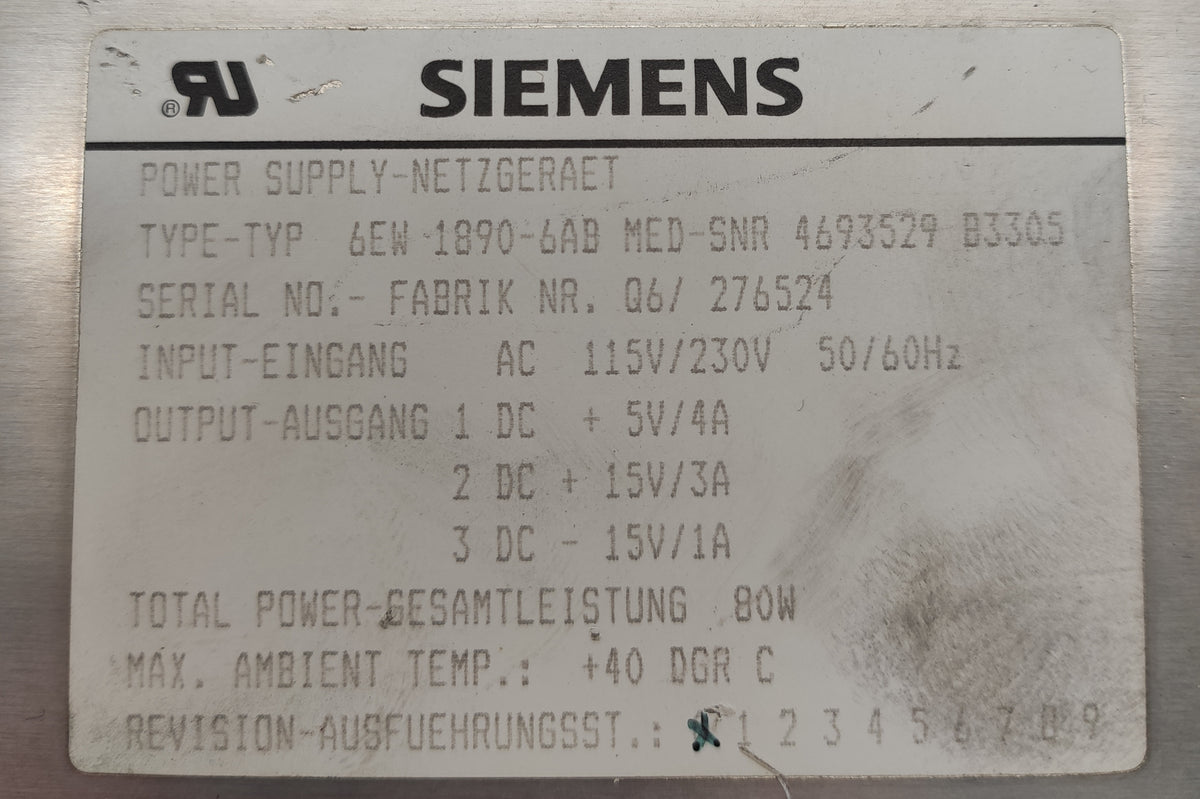 ® RU SIEMENS
POWER SUPPLY-NETZGERAET
TYPE-TYP 6EW 1890-6AB MED-SNR 4693529 B3305
SERIAL NO.- FABRIK NR. Q6/ 276524
INPUT-EINGANG AC 115V/230V 50/60Hz
OUTPUT-AUSGANG 1 DC + 5V/4A
2 DC + 15V/3A
3 DC - 15V/1A
TOTAL POWER-GESAMTLEISTUNG 80W
MAX. AMBIENT TEMP.: +40 DGR C
REVISION-AUSFUEHRUNGSST.: 1 2 3 4 5 6 7 8 9